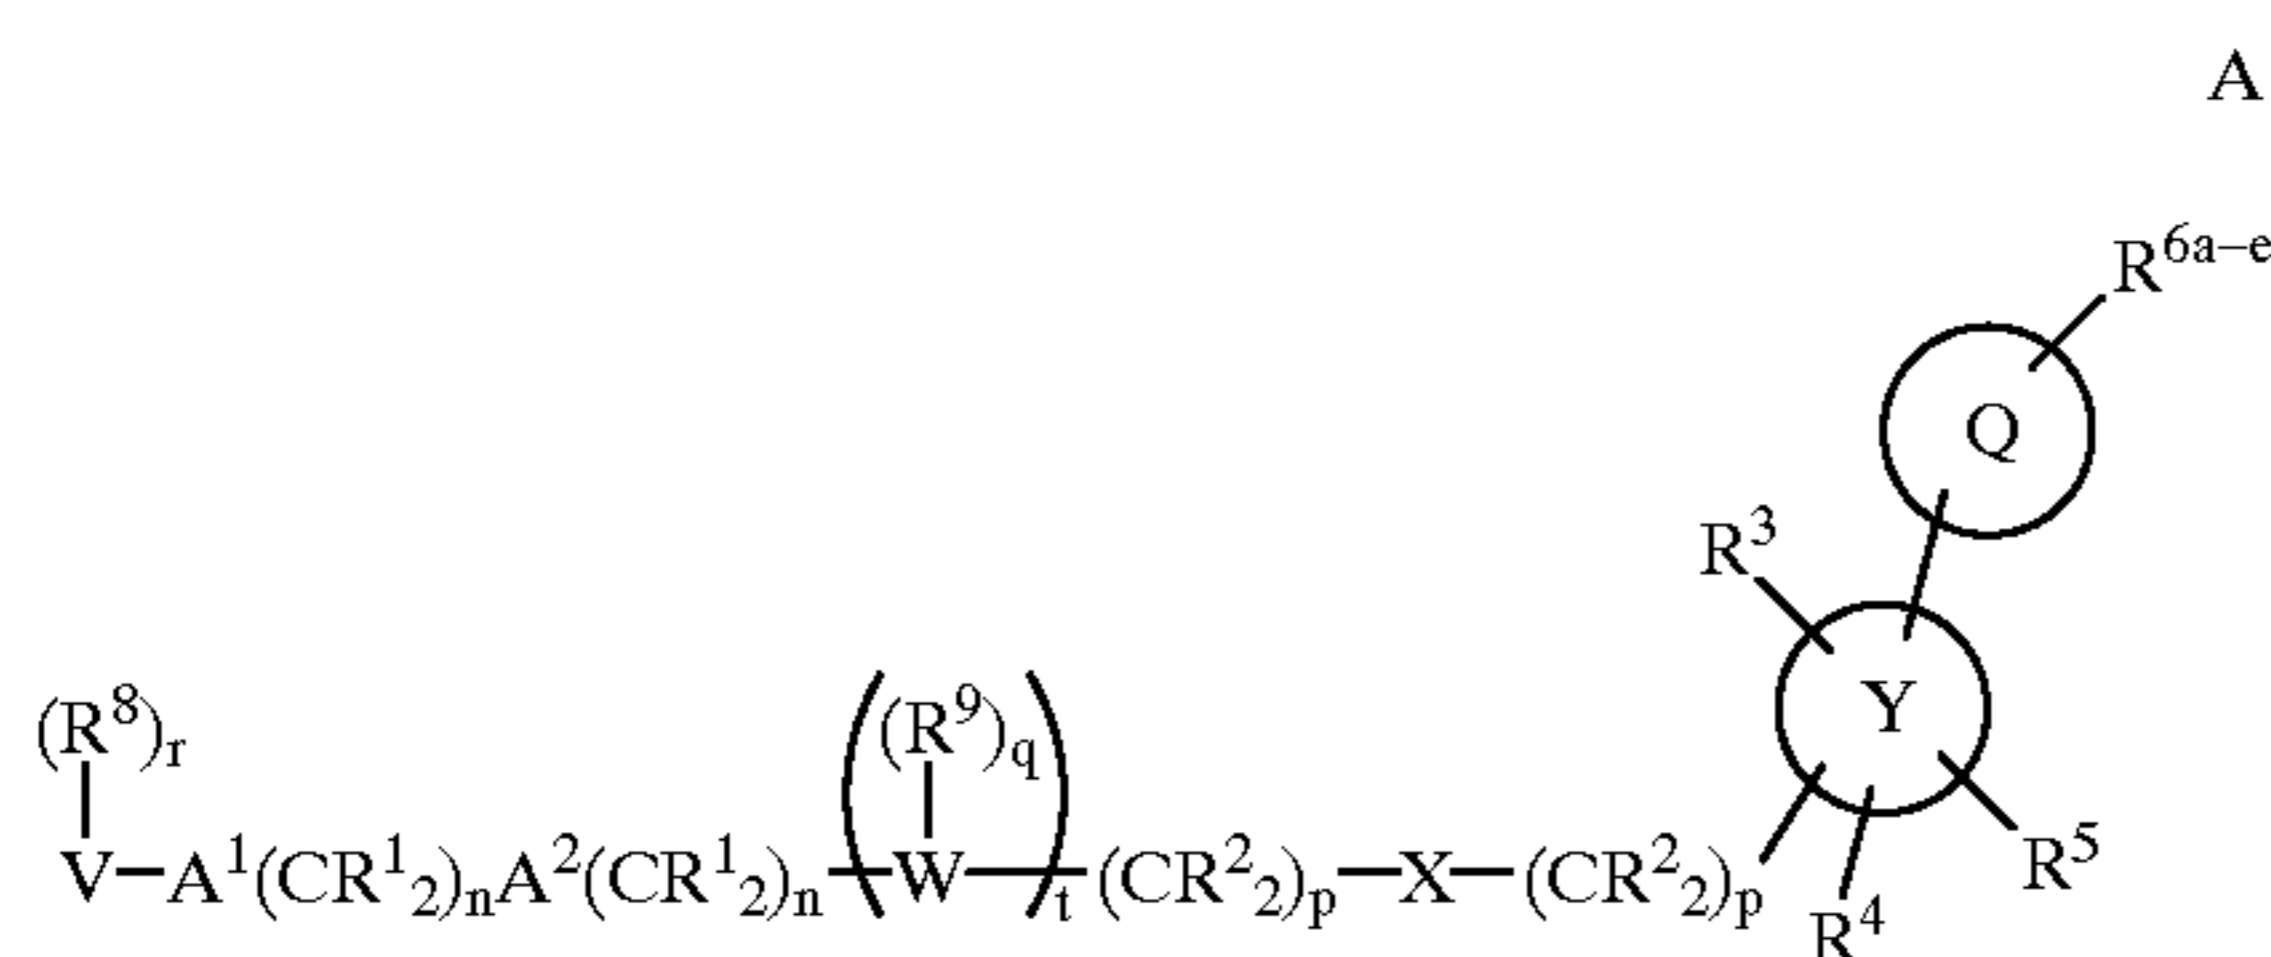 A
R⁶ᵃ⁻ᵉ
Q
R³
Y
(R⁸)r (R⁹)q
V–A¹(CR¹₂)nA²(CR¹₂)n–(W)t–(CR²₂)p–X–(CR²₂)p R⁵
R⁴